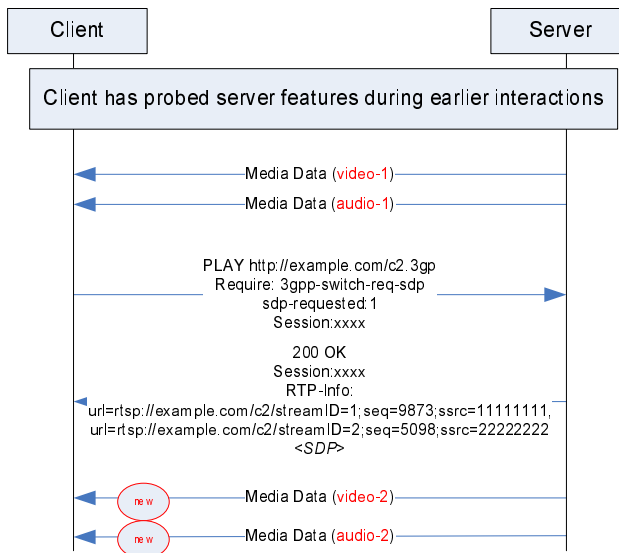 Client
Server
Client has probed server features during earlier interactions
Media Data (video-1)
Media Data (audio-1)
PLAY http://example.com/c2.3gp
Require: 3gpp-switch-req-sdp
sdp-requested:1
Session:xxxx
200 OK
Session:xxxx
RTP-Info:
url=rtsp://example.com/c2/streamID=1;seq=9873;ssrc=11111111,
url=rtsp://example.com/c2/streamID=2;seq=5098;ssrc=22222222
<SDP>
new
Media Data (video-2)
new
Media Data (audio-2)